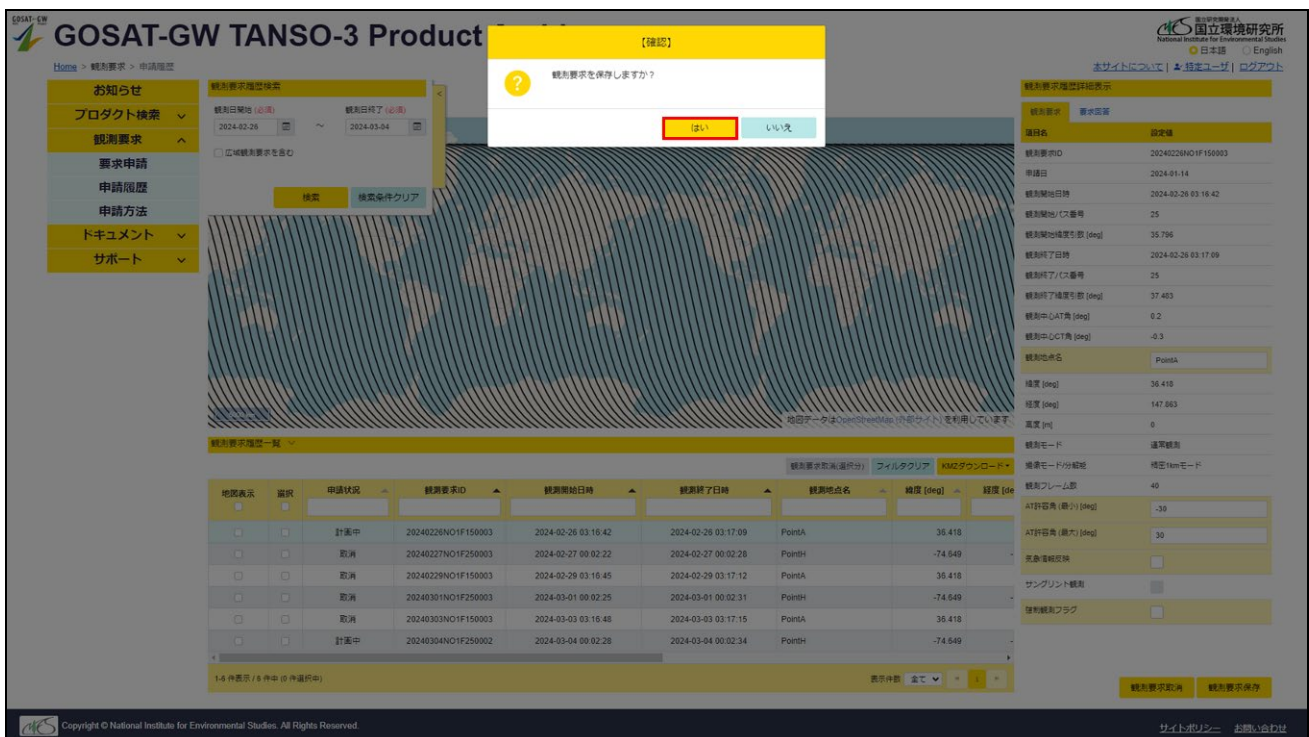 GOSAT-GW
GOSAT-GW TANSO-3 Product
国立研究開発法人
国立環境研究所
National Institute for Environmental Studies
日本語 English
Home > 観測要求 > 申請履歴
本サイトについて | 特定ユーザ | ログアウト
【確認】
観測要求を保存しますか？
はい いいえ
お知らせ
プロダクト検索
観測要求
要求申請
申請履歴
申請方法
ドキュメント
サポート
観測要求履歴検索
観測日開始 (必須) 観測日終了 (必須)
2024-02-26 ～ 2024-03-04
広域観測要求を含む
検索 検索条件クリア
地図データはOpenStreetMap (外部サイト) を利用しています
観測要求履歴一覧
観測要求取消(選択分) フィルタクリア KMZダウンロード
地図表示 選択 申請状況 観測要求ID 観測開始日時 観測終了日時 観測地点名 緯度 [deg] 経度 [de
計画中 20240226NO1F150003 2024-02-26 03:16:42 2024-02-26 03:17:09 PointA 36.418
取消 20240227NO1F250003 2024-02-27 00:02:22 2024-02-27 00:02:28 PointH -74.649 -
取消 20240229NO1F150003 2024-02-29 03:16:45 2024-02-29 03:17:12 PointA 36.418
取消 20240301NO1F250003 2024-03-01 00:02:25 2024-03-01 00:02:31 PointH -74.649 -
取消 20240303NO1F150003 2024-03-03 03:16:48 2024-03-03 03:17:15 PointA 36.418
計画中 20240304NO1F250002 2024-03-04 00:02:28 2024-03-04 00:02:34 PointH -74.649 -
1-6 件表示 / 6 件中 (0 件選択中)
表示件数 全て 1
観測要求履歴詳細表示
観測要求 要求回答
項目名 設定値
観測要求ID 20240226NO1F150003
申請日 2024-01-14
観測開始日時 2024-02-26 03:16:42
観測開始パス番号 25
観測開始緯度引数 [deg] 35.796
観測終了日時 2024-02-26 03:17:09
観測終了パス番号 25
観測終了緯度引数 [deg] 37.483
観測中心AT角 [deg] 0.2
観測中心CT角 [deg] -0.3
観測地点名 PointA
緯度 [deg] 36.418
経度 [deg] 147.863
高度 [m] 0
観測モード 通常観測
40
観測フレーム数
AT許容角 (最小) [deg] -30
AT許容角 (最大) [deg] 30
気象情報反映
サングリント観測
強制観測フラグ
観測要求取消 観測要求保存
Copyright © National Institute for Environmental Studies. All Rights Reserved.
サイトポリシー お問い合わせ